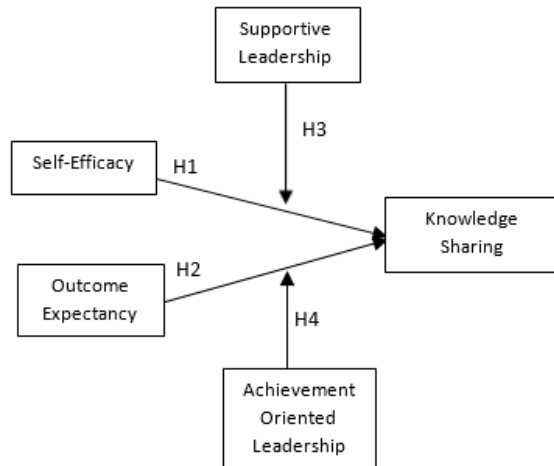 Supportive
Leadership
H3
Self-Efficacy
H1
Knowledge
Sharing
H2
Outcome
Expectancy
H4
Achievement
Oriented
Leadership